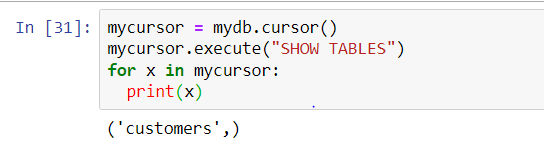 In [31]: mycursor = mydb.cursor()
mycursor.execute("SHOW TABLES")
for x in mycursor:
  print(x)
('customers',)